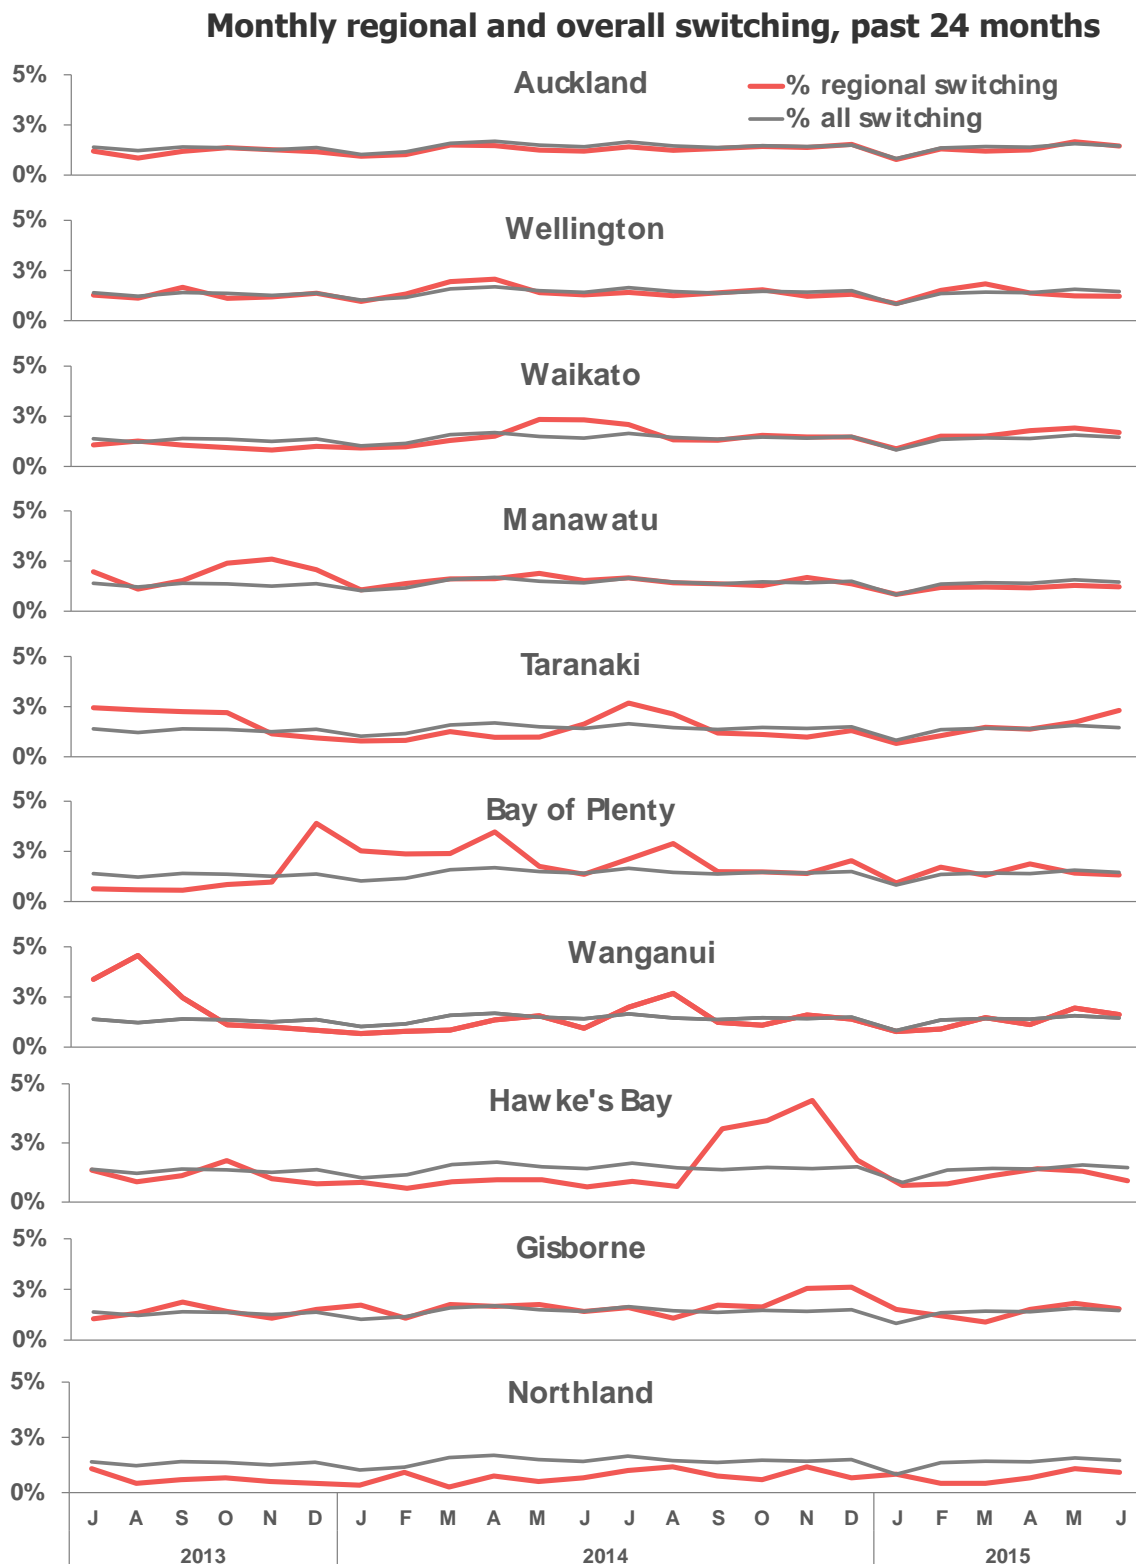 Monthly regional and overall switching, past 24 months
5%
3%
0%
Auckland
% regional switching
% all switching
5%
3%
0%
Wellington
5%
3%
0%
Waikato
5%
3%
0%
Manawatu
5%
3%
0%
Taranaki
5%
3%
0%
Bay of Plenty
5%
3%
0%
Wanganui
5%
3%
0%
Hawke's Bay
5%
3%
0%
Gisborne
5%
3%
0%
Northland
J A S O N D J F M A M J J A S O N D J F M A M J
2013 2014 2015